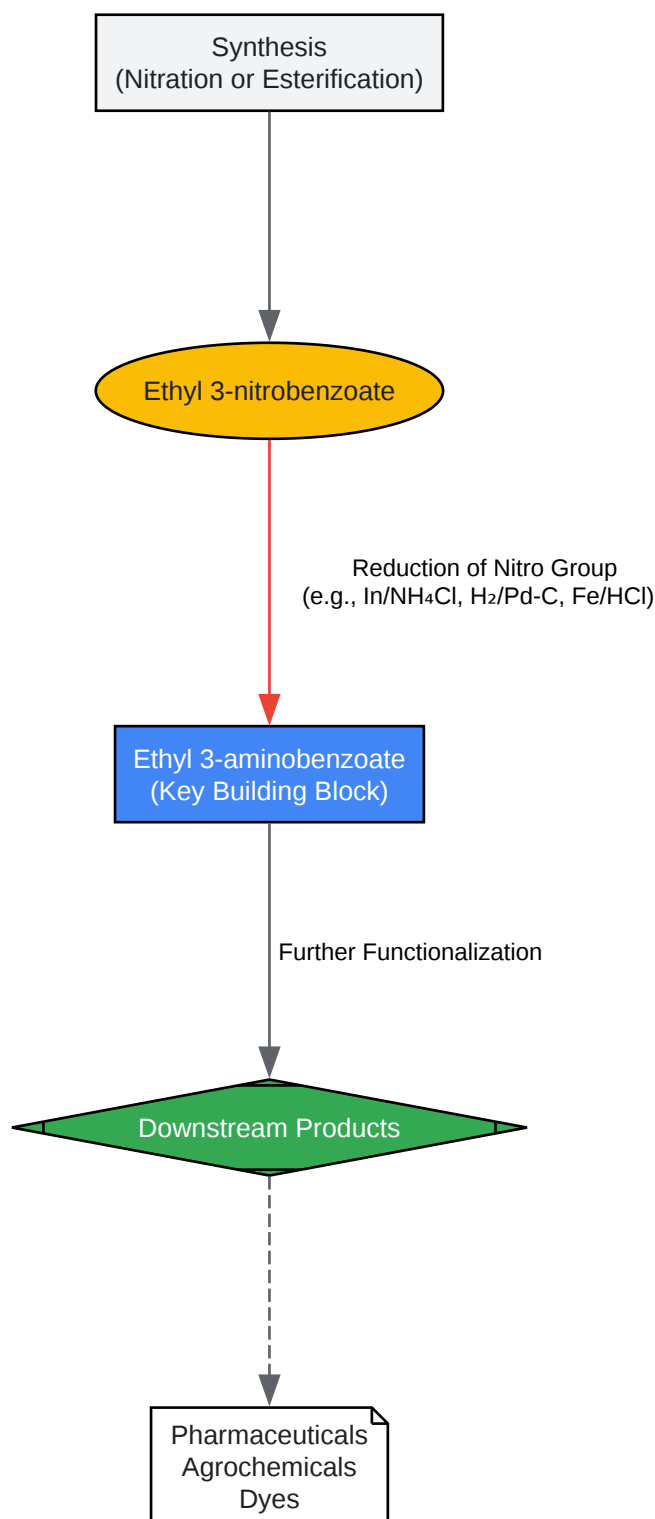 Synthesis
(Nitration or Esterification)
Ethyl 3-nitrobenzoate
Reduction of Nitro Group
(e.g., In/NH₄Cl, H₂/Pd-C, Fe/HCl)
Ethyl 3-aminobenzoate
(Key Building Block)
Further Functionalization
Downstream Products
Pharmaceuticals
Agrochemicals
Dyes